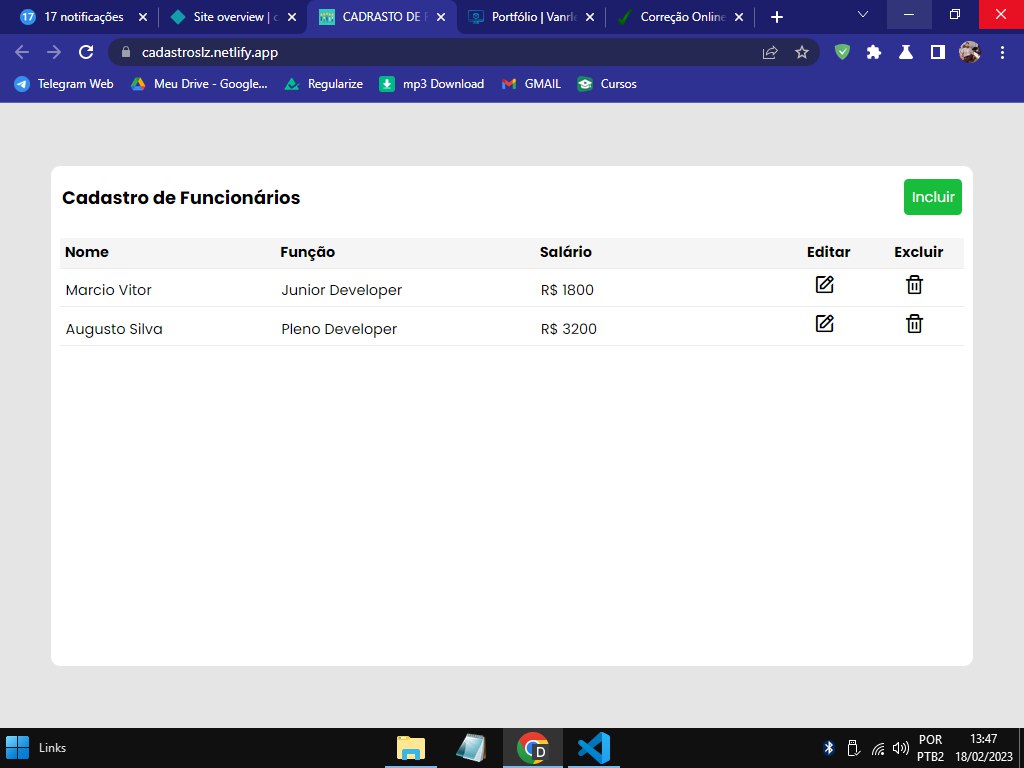 17 notificações
Site overview | c
CADRASTO DE F
Portfólio | Vanrle
Correção Online
cadastroslz.netlify.app
Telegram Web
Meu Drive - Google...
Regularize
mp3 Download
GMAIL
Cursos
Cadastro de Funcionários
Incluir
Nome Função Salário Editar Excluir
Marcio Vitor Junior Developer R$ 1800
Augusto Silva Pleno Developer R$ 3200
Links
POR
PTB2
13:47
18/02/2023